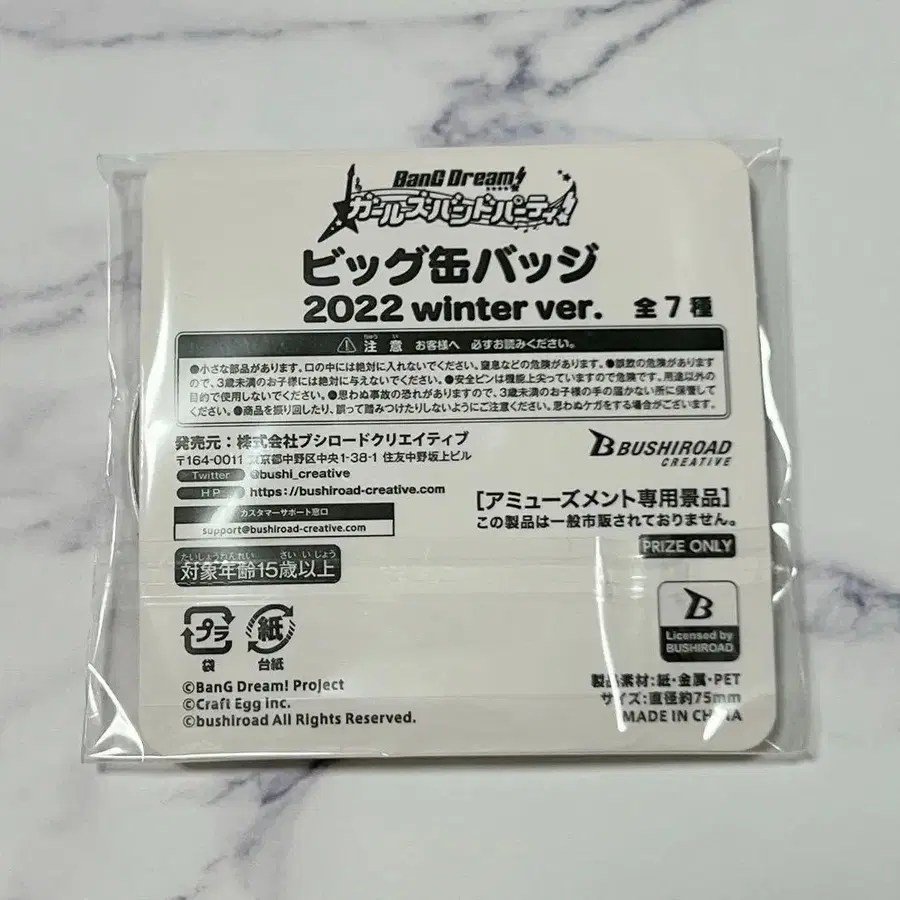 BanG Dream!
ガールズバンドパーティ!
ビッグ缶バッジ
2022 winter ver. 全7種
ちゅう い
注意 お客様へ 必ずお読みください。
●小さな部品があります。口の中には絶対に入れないでください。窒息などの危険があります。●誤飲の危険があります
ので、3歳未満のお子様には絶対に与えないでください。●安全ピンは機能上尖っていますので危険です。用途以外の
目的で使用しないでください。●思わぬ事故の恐れがありますので、3歳未満のお子様の手の届かない所に保管して
ください。●商品を振り回したり、誤って踏みつけたりしないようにご注意ください。思わぬケガをする場合がございます。
発売元:株式会社ブシロードクリエイティブ
〒164-0011 東京都中野区中央1-38-1 住友中野坂上ビル
Twitter @bushi_creative
HP https://bushiroad-creative.com
カスタマーサポート窓口
support@bushiroad-creative.com
BUSHIROAD
CREATIVE
[アミューズメント専用景品]
この製品は一般市販されておりません。
PRIZE ONLY
たいしょうねんれい さい い じょう
対象年齢15歳以上
プラ 紙
袋 台紙
B
Licensed by
BUSHIROAD
©BanG Dream! Project
©Craft Egg Inc.
©bushiroad All Rights Reserved.
製品素材:紙・金属・PET
サイズ:直径約75mm
MADE IN CHINA